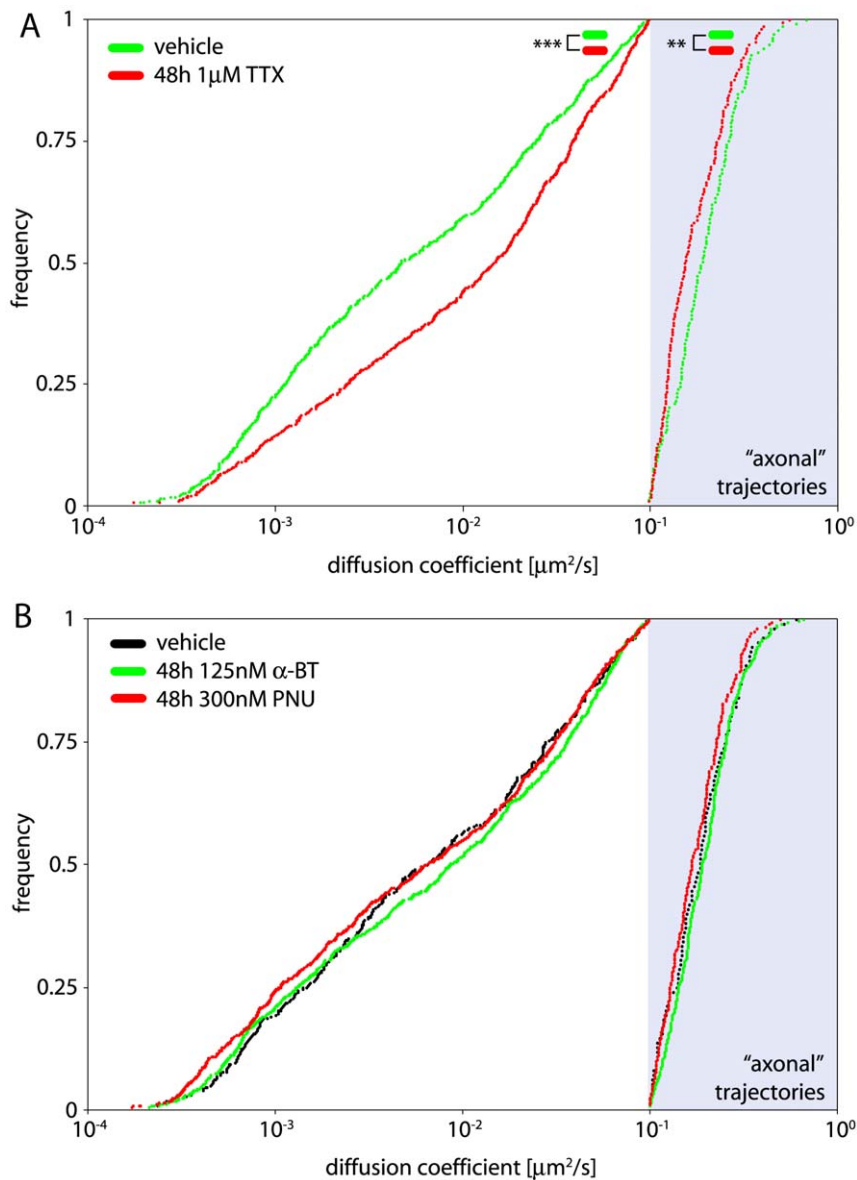 A
vehicle
48h 1μM TTX
***
**
1
0.75
0.5
0.25
0
frequency
"axonal"
trajectories
10⁻⁴ 10⁻³ 10⁻² 10⁻¹ 10⁰
diffusion coefficient [μm²/s]
B
vehicle
48h 125nM α-BT
48h 300nM PNU
1
0.75
0.5
0.25
0
frequency
"axonal"
trajectories
10⁻⁴ 10⁻³ 10⁻² 10⁻¹ 10⁰
diffusion coefficient [μm²/s]